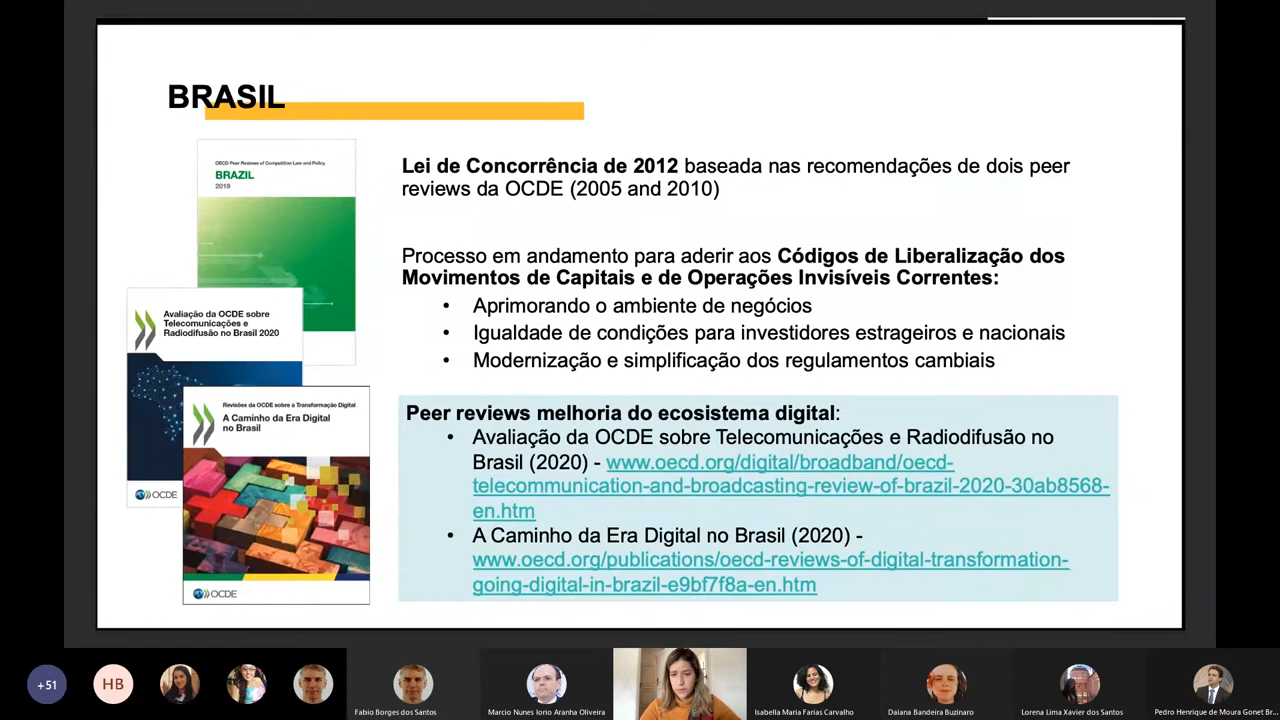 BRASIL
OECD Peer Reviews of Competition Law and Policy
BRAZIL
2019
Avaliação da OCDE sobre
Telecomunicações e
Radiodifusão no Brasil 2020
OCDE
Revisões da OCDE sobre a Transformação Digital
A Caminho da Era Digital
no Brasil
OCDE
Lei de Concorrência de 2012 baseada nas recomendações de dois peer
reviews da OCDE (2005 and 2010)
Processo em andamento para aderir aos Códigos de Liberalização dos
Movimentos de Capitais e de Operações Invisíveis Correntes:
• Aprimorando o ambiente de negócios
• Igualdade de condições para investidores estrageiros e nacionais
• Modernização e simplificação dos regulamentos cambiais
Peer reviews melhoria do ecosistema digital:
• Avaliação da OCDE sobre Telecomunicações e Radiodifusão no
Brasil (2020) - www.oecd.org/digital/broadband/oecd-
telecommunication-and-broadcasting-review-of-brazil-2020-30ab8568-
en.htm
• A Caminho da Era Digital no Brasil (2020) -
www.oecd.org/publications/oecd-reviews-of-digital-transformation-
going-digital-in-brazil-e9bf7f8a-en.htm
+51
HB
Fabio Borges dos Santos
Marcio Nunes Iorio Aranha Oliveira
Isabella Maria Farias Carvalho
Daiana Bandeira Buzinaro
Lorena Lima Xavier dos Santos
Pedro Henrique de Moura Gonet Br...